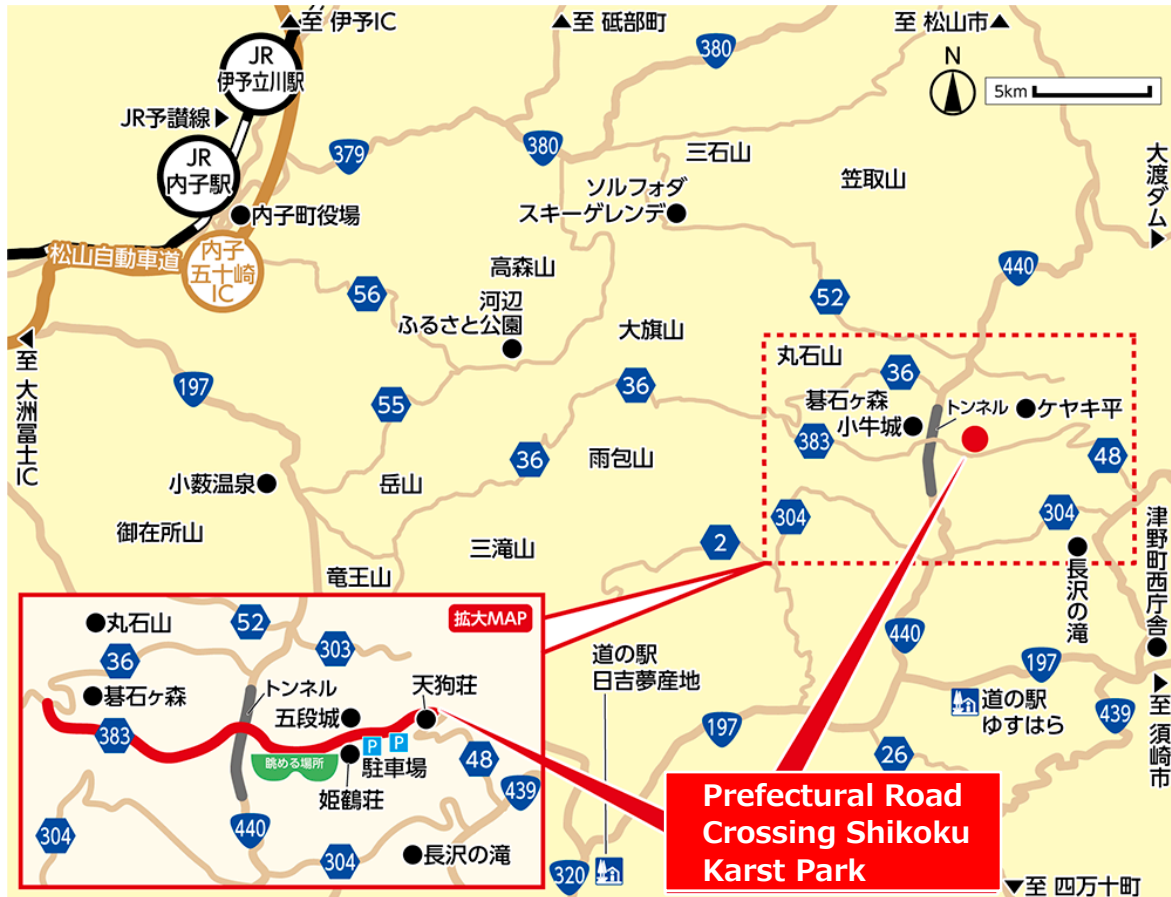 至 伊予IC
至 砥部町
至 松山市
JR
伊予立川駅
380
N
5km
JR予讃線
379
380
三石山
大渡ダム
JR
内子駅
笠取山
ソルファオダ
スキーゲレンデ
内子町役場
松山自動車道
内子
五十崎
IC
高森山
440
56
52
河辺
ふるさと公園
大旗山
至 大洲冨士IC
丸石山
197
36
36
55
碁石ヶ森
小牛城
トンネル
ケヤキ平
383
48
36
雨包山
小薮温泉
岳山
304
304
御在所山
三滝山
2
津野町西庁舎
長沢の滝
竜王山
拡大MAP
丸石山
52
303
36
440
道の駅
日吉夢産地
197
碁石ヶ森
トンネル
天狗荘
五段城
至 須崎市
道の駅
ゆすはら
439
383
P
P
197
眺める場所
駐車場
48
26
姫鶴荘
439
304
440
304
長沢の滝
Prefectural Road
Crossing Shikoku
Karst Park
320
至 四万十町